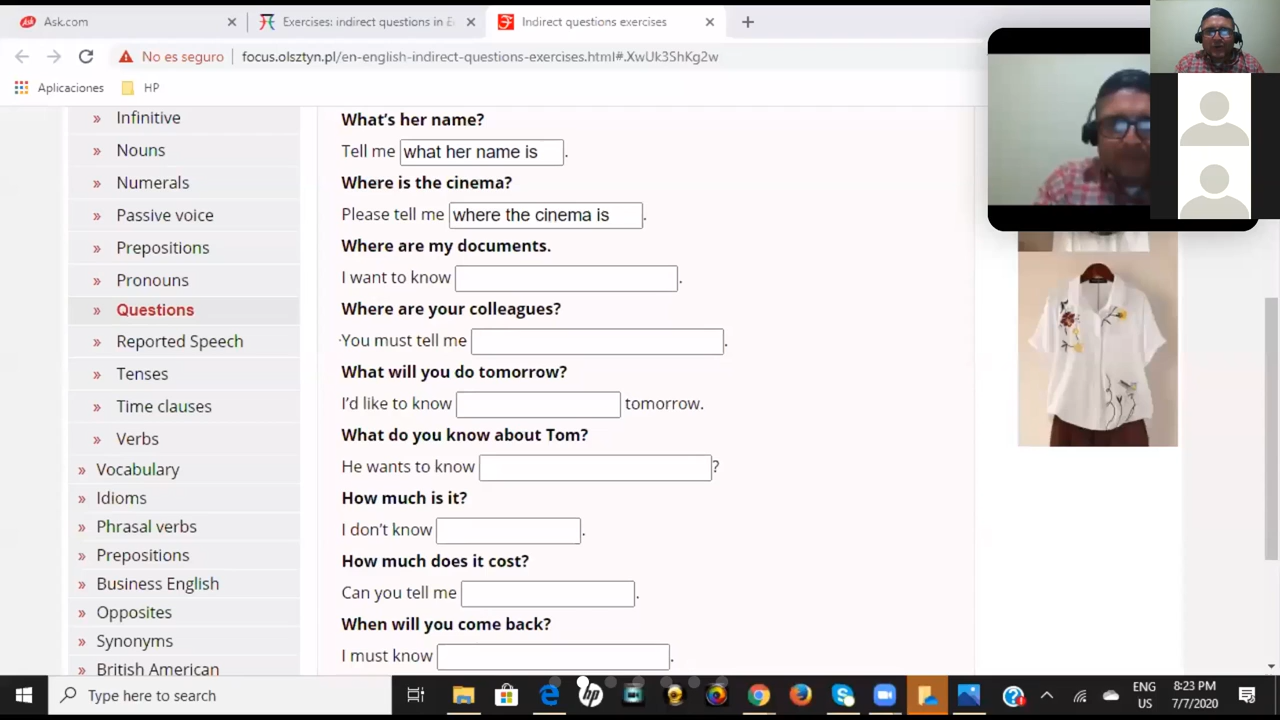 Ask.com
Exercises: indirect questions in E
Indirect questions exercises
No es seguro
focus.olsztyn.pl/en-english-indirect-questions-exercises.html#.XwUk3ShKg2w
Aplicaciones
HP
Infinitive
Nouns
Numerals
Passive voice
Prepositions
Pronouns
Questions
Reported Speech
Tenses
Time clauses
Verbs
Vocabulary
Idioms
Phrasal verbs
Prepositions
Business English
Opposites
Synonyms
British American
What's her name?
Tell me what her name is.
Where is the cinema?
Please tell me where the cinema is.
Where are my documents.
I want to know .
Where are your colleagues?
You must tell me .
What will you do tomorrow?
I'd like to know tomorrow.
What do you know about Tom?
He wants to know ?
How much is it?
I don't know .
How much does it cost?
Can you tell me .
When will you come back?
I must know .
Type here to search
hp
ENG
US
8:23 PM
7/7/2020